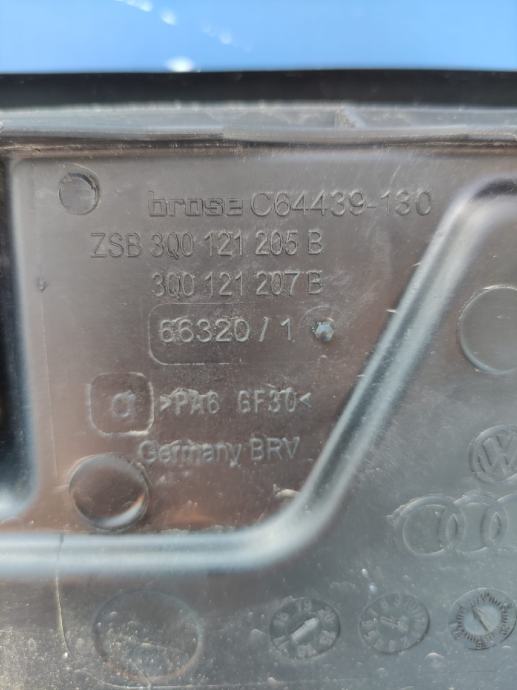 brose C64439-130
ZSB 3Q0 121 205 B
3Q0 121 207 B
66320 / 1
>PA6 GF30<
Germany BRV